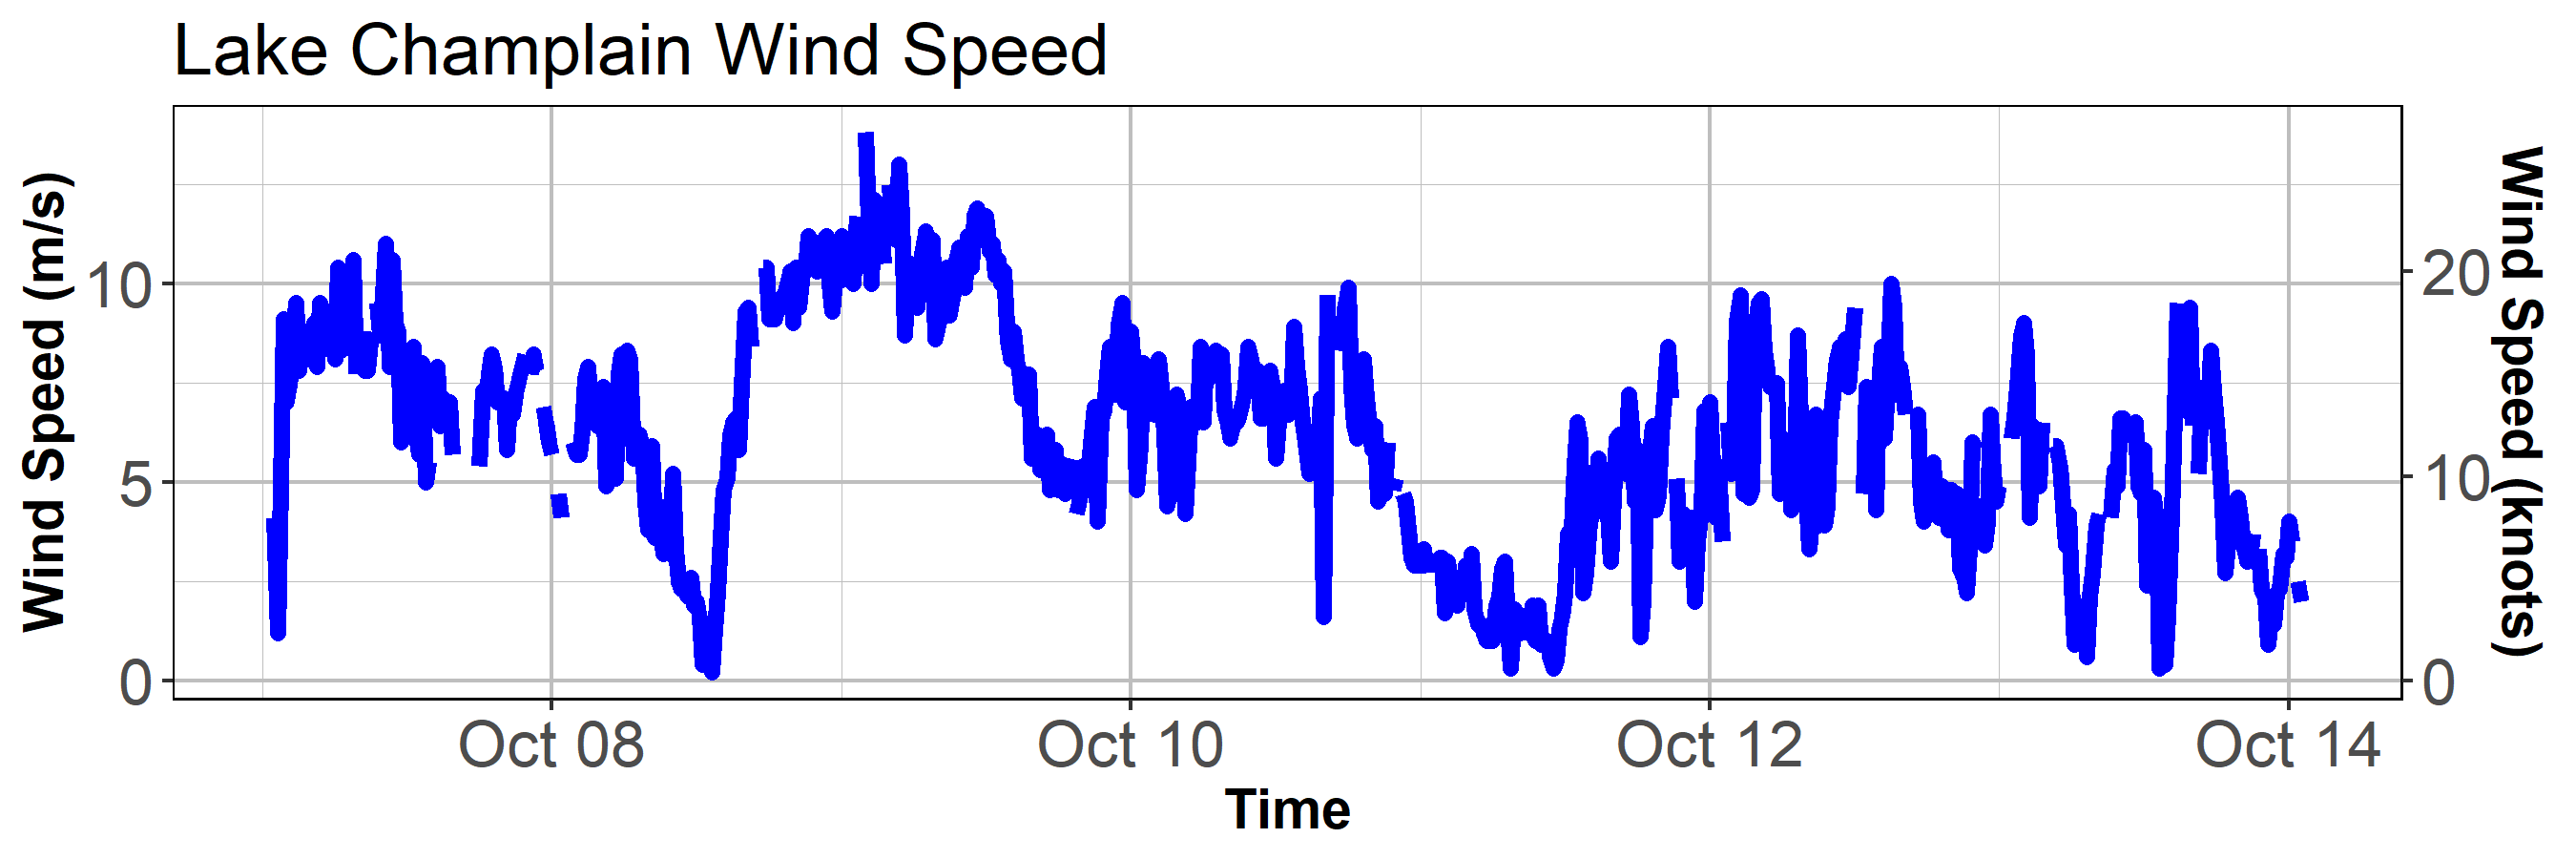 Lake Champlain Wind Speed
Wind Speed (m/s)
10
5
0
20
10
0
Wind Speed (knots)
Oct 08
Oct 10
Oct 12
Oct 14
Time